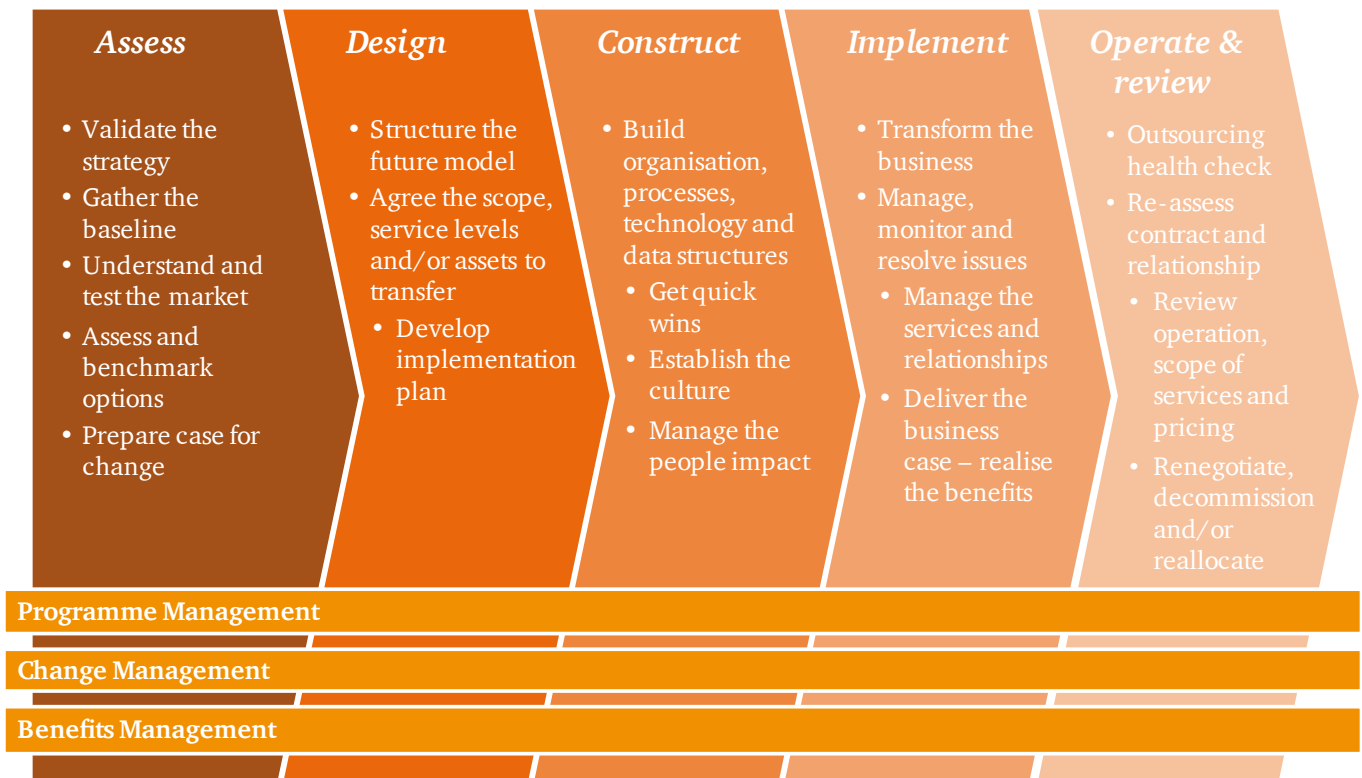 Assess
• Validate the
strategy
• Gather the
baseline
• Understand and
test the market
• Assess and
benchmark
options
• Prepare case for
change
Design
• Structure the
future model
• Agree the scope,
service levels
and/or assets to
transfer
• Develop
implementation
plan
Construct
• Build
organisation,
processes,
technology and
data structures
• Get quick
wins
• Establish the
culture
• Manage the
people impact
Implement
• Transform the
business
• Manage,
monitor and
resolve issues
• Manage the
services and
relationships
• Deliver the
business
case – realise
the benefits
Operate &
review
• Outsourcing
health check
• Re-assess
contract and
relationship
• Review
operation,
scope of
services and
pricing
• Renegotiate,
decommission
and/or
reallocate
Programme Management
Change Management
Benefits Management